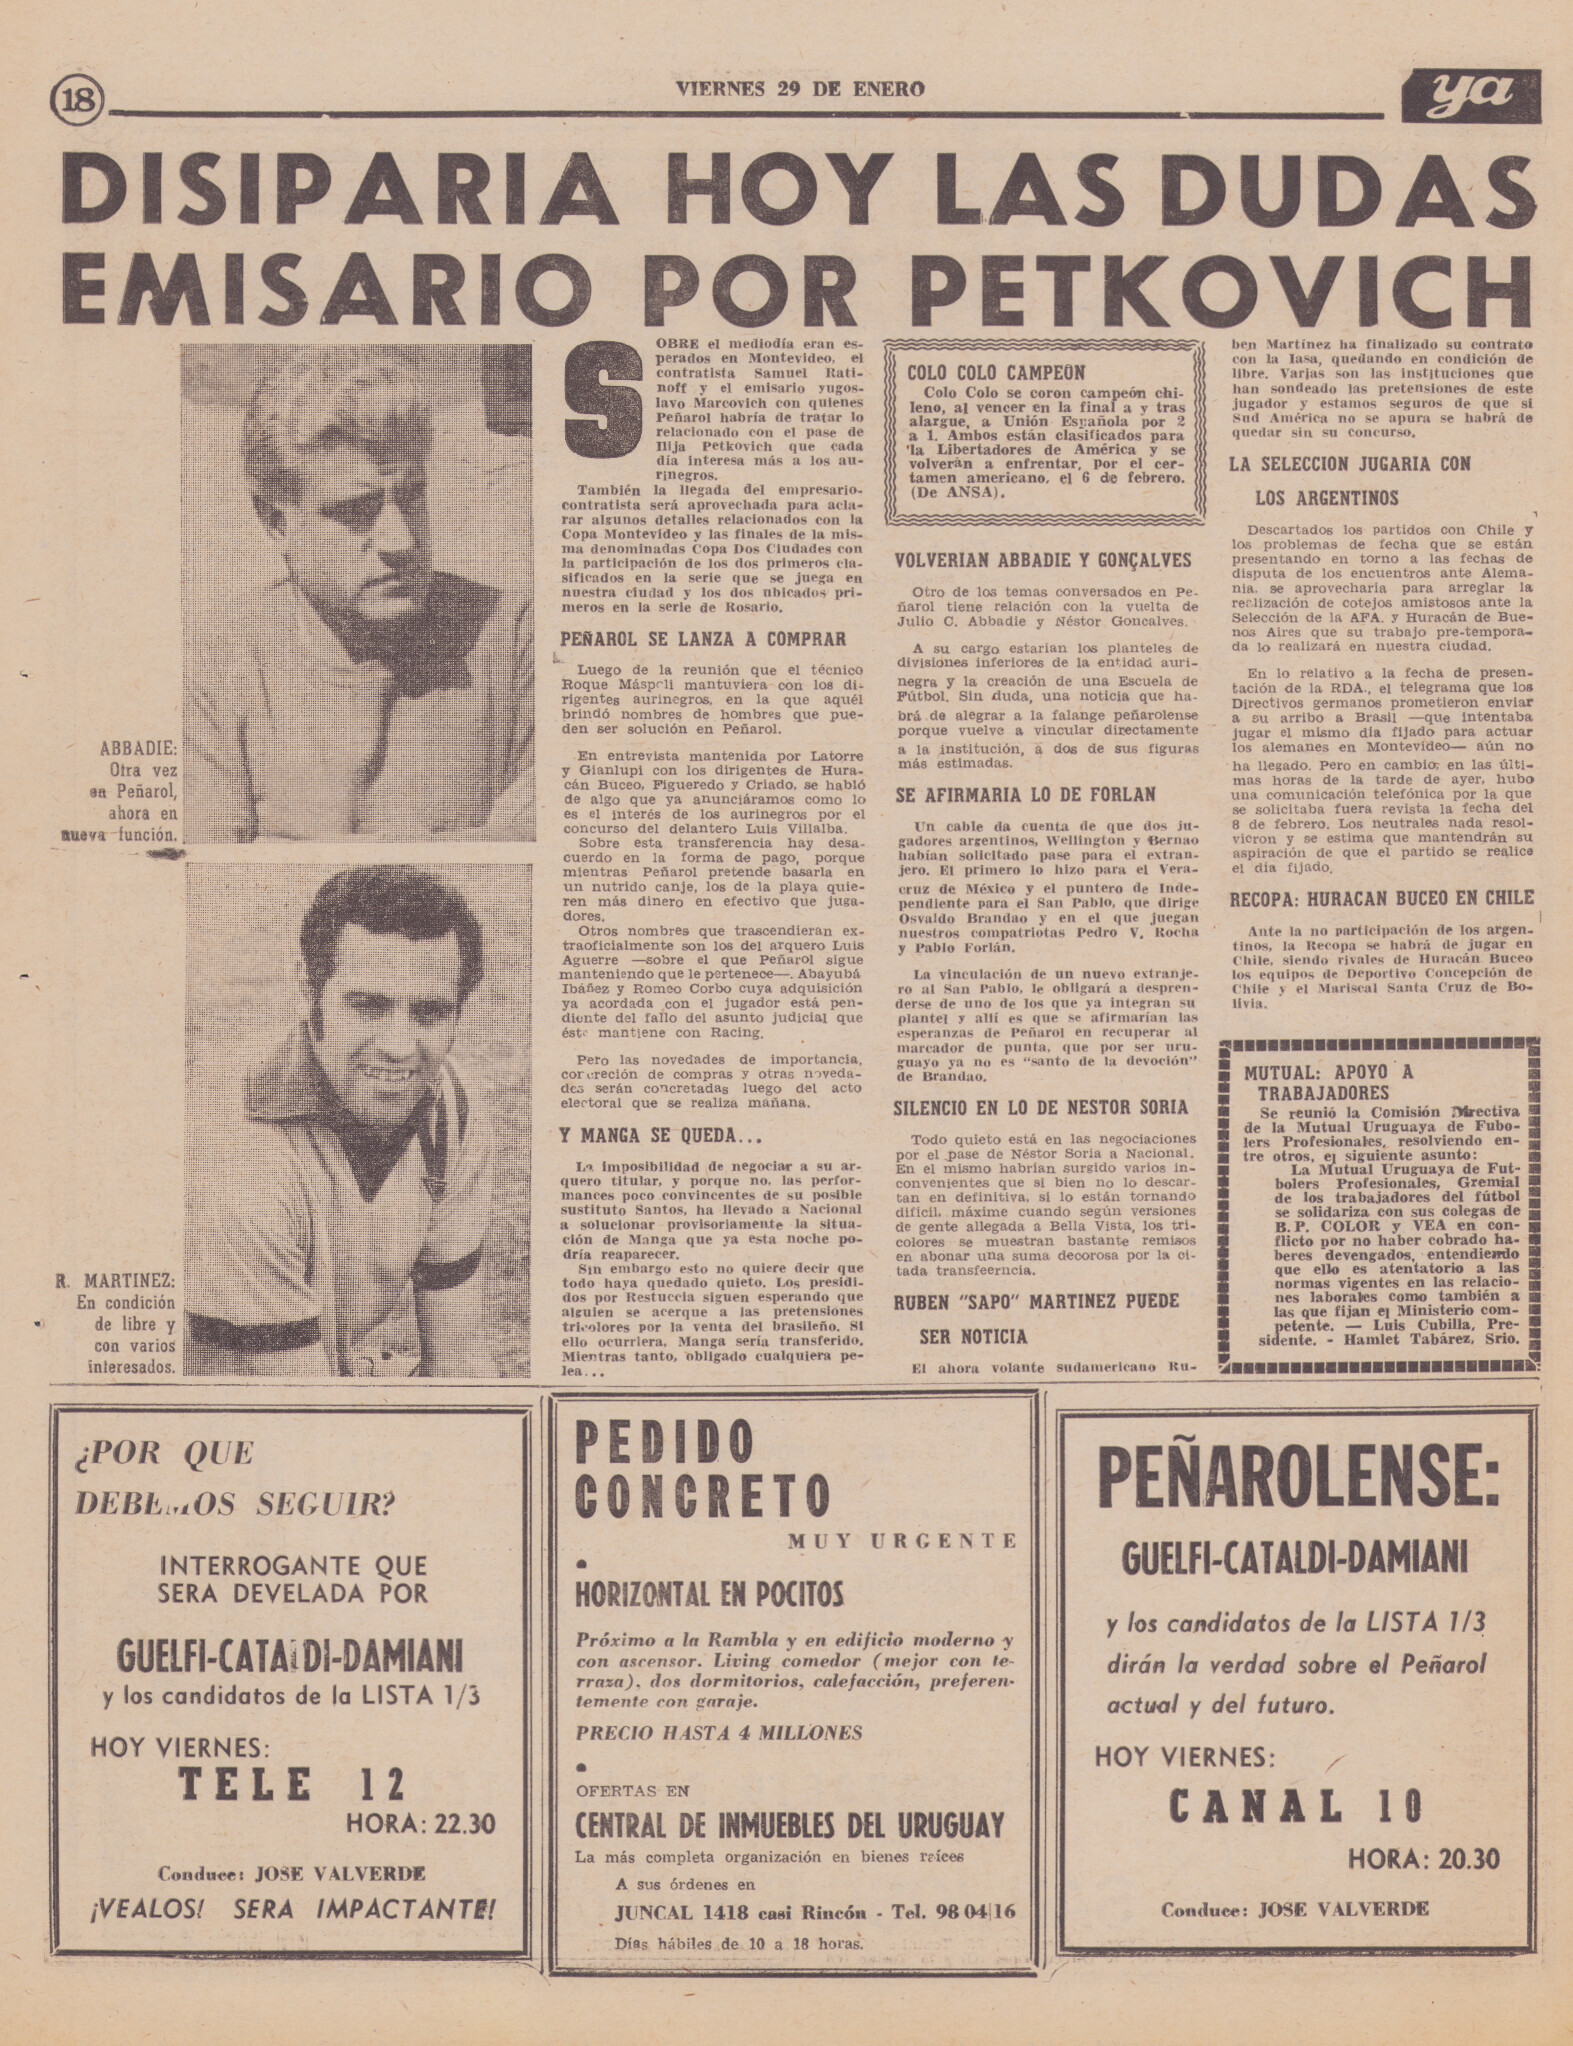 18
VIERNES 29 DE ENERO
ya
DISIPARIA HOY LAS DUDAS
EMISARIO POR PETKOVICH
ABBADIE:
Otra vez
en Peñarol,
ahora en
nueva función.
R. MARTINEZ:
En condición
de libre y
con varios
interesados.
SOBRE el mediodía eran es-
perados en Montevideo, el
contratista Samuel Rati-
noff y el emisario yugos-
lavo Marcovich con quienes
Peñarol habría de tratar lo
relacionado con el pase de
Ilija Petkovich que cada
día interesa más a los au-
rinegros.
También la llegada del empresario-
contratista será aprovechada para acla-
rar algunos detalles relacionados con la
Copa Montevideo y las finales de la mis-
ma denominadas Copa Dos Ciudades con
la participación de los dos primeros cla-
sificados en la serie que se juega en
nuestra ciudad y los dos ubicados pri-
meros en la serie de Rosario.
PEÑAROL SE LANZA A COMPRAR
Luego de la reunión que el técnico
Roque Máspoli mantuviera con los di-
rigentes aurinegros, en la que aquél
brindó nombres de hombres que pue-
den ser solución en Peñarol.
En entrevista mantenida por Latorre
y Gianlupi con los dirigentes de Hura-
cán Buceo, Figueredo y Criado, se habló
de algo que ya anunciáramos como lo
es el interés de los aurinegros por el
concurso del delantero Luis Villalba.
Sobre esta transferencia hay desa-
cuerdo en la forma de pago, porque
mientras Peñarol pretende basarla en
un nutrido canje, los de la playa quie-
ren más dinero en efectivo que juga-
dores.
Otros nombres que trascendieran ex-
traoficialmente son los del arquero Luis
Aguerre —sobre el que Peñarol sigue
manteniendo que le pertenece—. Abayubá
Ibáñez y Romeo Corbo cuya adquisición
ya acordada con el jugador está pen-
diente del fallo del asunto judicial que
éste mantiene con Racing.
Pero las novedades de importancia,
concreción de compras y otras noveda-
des serán concretadas luego del acto
electoral que se realiza mañana.
Y MANGA SE QUEDA...
La imposibilidad de negociar a su ar-
quero titular, y porque no, las perfor-
mances poco convincentes de su posible
sustituto Santos, ha llevado a Nacional
a solucionar provisoriamente la situa-
ción de Manga que ya esta noche po-
dría reaparecer.
Sin embargo esto no quiere decir que
todo haya quedado quieto. Los presidi-
dos por Restuccia siguen esperando que
alguien se acerque a las pretensiones
tricolores por la venta del brasileño. Si
ello ocurriera, Manga sería transferido.
Mientras tanto, obligado cualquiera pe-
lea...
COLO COLO CAMPEON
Colo Colo se coron campeón chi-
leno, al vencer en la final a y tras
alargue, a Unión Española por 2
a 1. Ambos están clasificados para
la Libertadores de América y se
volverán a enfrentar, por el cer-
tamen americano, el 6 de febrero.
(De ANSA).
VOLVERIAN ABBADIE Y GONÇALVES
Otro de los temas conversados en Pe-
ñarol tiene relación con la vuelta de
Julio C. Abbadie y Néstor Goncalves.
A su cargo estarían los planteles de
divisiones inferiores de la entidad auri-
negra y la creación de una Escuela de
Fútbol. Sin duda, una noticia que ha-
brá de alegrar a la falange peñarolense
porque vuelve a vincular directamente
a la institución, a dos de sus figuras
más estimadas.
SE AFIRMARIA LO DE FORLAN
Un cable da cuenta de que dos ju-
gadores argentinos, Wellington y Bernao
habían solicitado pase para el extran-
jero. El primero lo hizo para el Vera-
cruz de México y el puntero de Inde-
pendiente para el San Pablo, que dirige
Osvaldo Brandao y en el que juegan
nuestros compatriotas Pedro V. Rocha
y Pablo Forlán.
La vinculación de un nuevo extranje-
ro al San Pablo, le obligará a despren-
derse de uno de los que ya integran su
plantel y allí es que se afirmarían las
esperanzas de Peñarol en recuperar al
marcador de punta, que por ser uru-
guayo ya no es "santo de la devoción"
de Brandao.
SILENCIO EN LO DE NESTOR SORIA
Todo quieto está en las negociaciones
por el pase de Néstor Soria a Nacional.
En el mismo habrían surgido varios in-
convenientes que si bien no lo descar-
tan en definitiva, si lo están tornando
difícil, máxime cuando según versiones
de gente allegada a Bella Vista, los tri-
colores se muestran bastante remisos
en abonar una suma decorosa por la ci-
tada transfeerncia.
RUBEN "SAPO" MARTINEZ PUEDE
SER NOTICIA
El ahora volante sudamericano Ru-
ben Martínez ha finalizado su contrato
con la Iasa, quedando en condición de
libre. Varias son las instituciones que
han sondeado las pretensiones de este
jugador y estamos seguros de que si
Sud América no se apura se habrá de
quedar sin su concurso.
LA SELECCION JUGARIA CON
LOS ARGENTINOS
Descartados los partidos con Chile y
los problemas de fecha que se están
presentando en torno a las fechas de
disputa de los encuentros ante Alema-
nia, se aprovecharía para arreglar la
realización de cotejos amistosos ante la
Selección de la AFA. y Huracán de Bue-
nos Aires que su trabajo pre-tempora-
da lo realizará en nuestra ciudad.
En lo relativo a la fecha de presen-
tación de la RDA., el telegrama que los
Directivos germanos prometieron enviar
a su arribo a Brasil —que intentaba
jugar el mismo día fijado para actuar
los alemanes en Montevideo— aún no
ha llegado. Pero en cambio, en las últi-
mas horas de la tarde de ayer, hubo
una comunicación telefónica por la que
se solicitaba fuera revista la fecha del
8 de febrero. Los neutrales nada resol-
vieron y se estima que mantendrán su
aspiración de que el partido se realice
el día fijado.
RECOPA: HURACAN BUCEO EN CHILE
Ante la no participación de los argen-
tinos, la Recopa se habrá de jugar en
Chile, siendo rivales de Huracán Buceo
los equipos de Deportivo Concepción de
Chile y el Mariscal Santa Cruz de Bo-
livia.
MUTUAL: APOYO A
TRABAJADORES
Se reunió la Comisión Directiva
de la Mutual Uruguaya de Fubo-
lers Profesionales, resolviendo en-
tre otros, el siguiente asunto:
La Mutual Uruguaya de Fut-
bolers Profesionales, Gremial
de los trabajadores del fútbol
se solidariza con sus colegas de
B.P. COLOR y VEA en con-
flicto por no haber cobrado ha-
beres devengados, entendiendo
que ello es atentatorio a las
normas vigentes en las relacio-
nes laborales como también a
las que fijan el Ministerio com-
petente. — Luis Cubilla, Pre-
sidente. - Hamlet Tabárez, Srio.
¿POR QUE
DEBEMOS SEGUIR?
INTERROGANTE QUE
SERA DEVELADA POR
GUELFI-CATALDI-DAMIANI
y los candidatos de la LISTA 1/3
HOY VIERNES:
TELE 12
HORA: 22.30
Conduce: JOSE VALVERDE
¡VEALOS! SERA IMPACTANTE!
PEDIDO
CONCRETO
MUY URGENTE
HORIZONTAL EN POCITOS
Próximo a la Rambla y en edificio moderno y
con ascensor. Living comedor (mejor con te-
rraza), dos dormitorios, calefacción, preferen-
temente con garaje.
PRECIO HASTA 4 MILLONES
OFERTAS EN
CENTRAL DE INMUEBLES DEL URUGUAY
La más completa organización en bienes raíces
A sus órdenes en
JUNCAL 1418 casi Rincón - Tel. 98 04 16
Días hábiles de 10 a 18 horas.
PEÑAROLENSE:
GUELFI-CATALDI-DAMIANI
y los candidatos de la LISTA 1/3
dirán la verdad sobre el Peñarol
actual y del futuro.
HOY VIERNES:
CANAL 10
HORA: 20.30
Conduce: JOSE VALVERDE